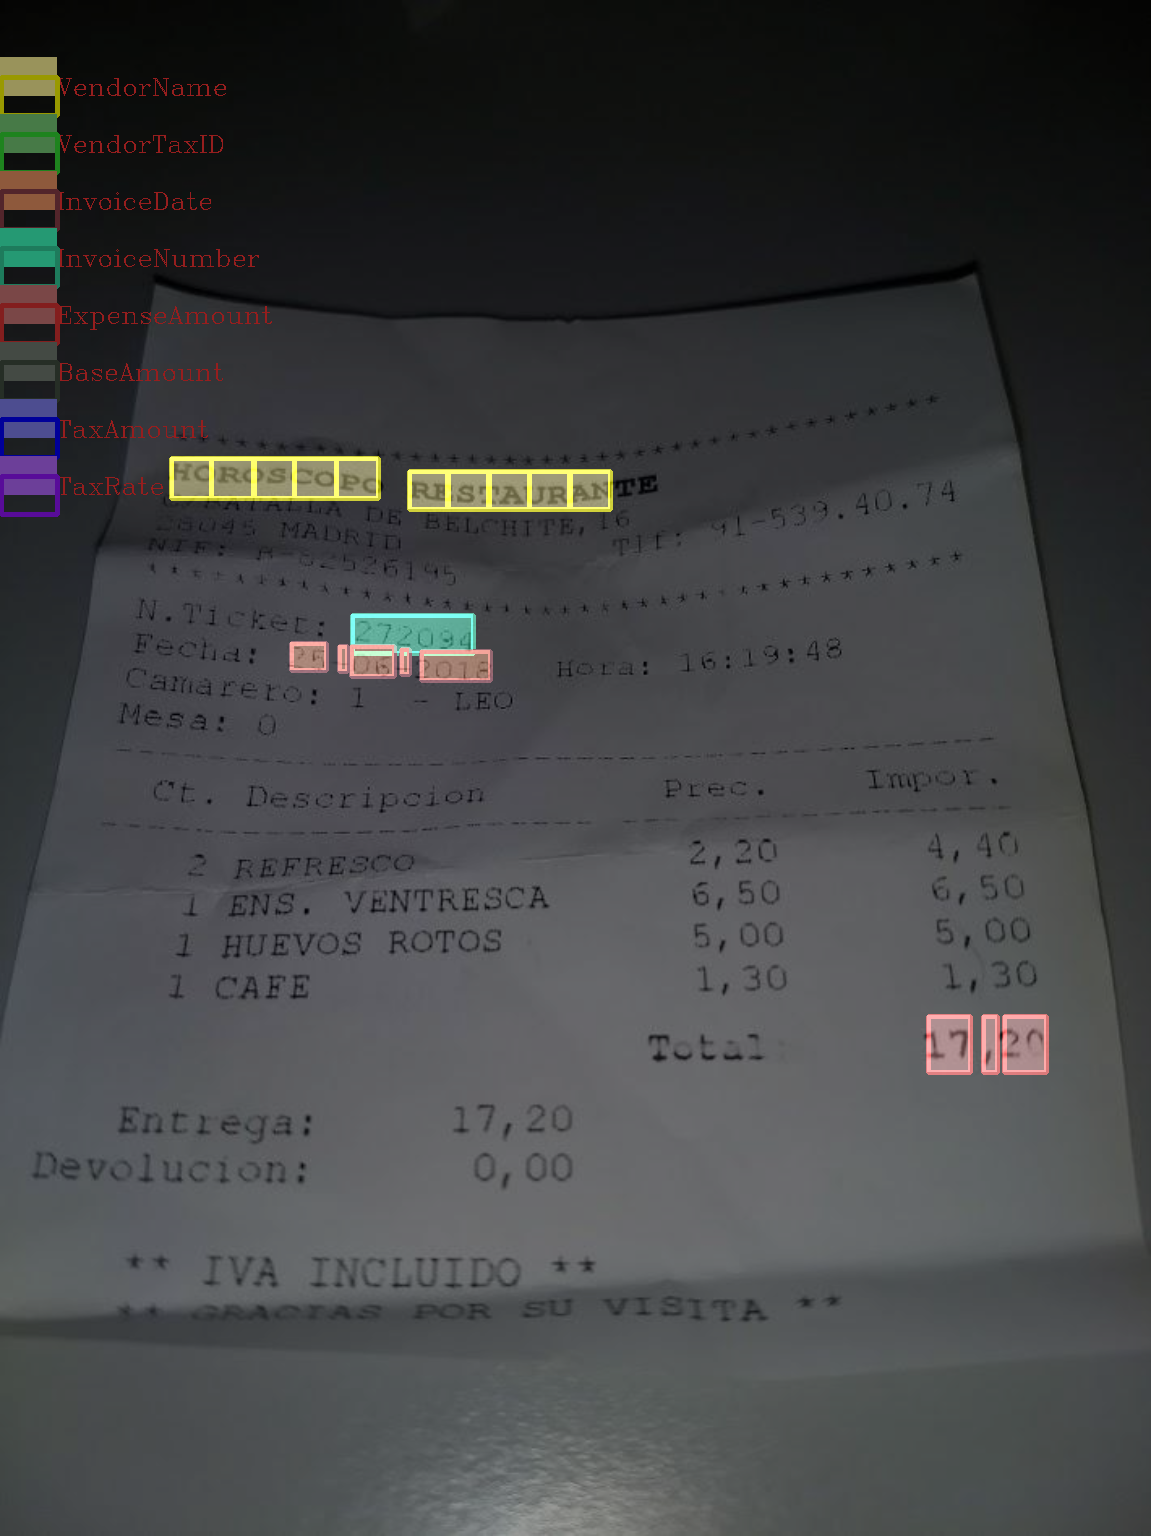 VendorName
VendorTaxID
InvoiceDate
InvoiceNumber
ExpenseAmount
BaseAmount
TaxAmount
TaxRate
****************************************
HOROSCOPO RESTAURANTE
C/BATALLA DE BELCHITE, 16
28045 MADRID Tlf: 91-539.40.74
NIF: 82526195
****************************************
N.Ticket: 272094
Fecha: 25-06-2018 Hora: 16:19:48
Camarero: 1 - LEO
Mesa: 0
Ct. Descripcion Prec. Impor.
2 REFRESCO 2,20 4,40
1 ENS. VENTRESCA 6,50 6,50
1 HUEVOS ROTOS 5,00 5,00
1 CAFE 1,30 1,30
Total 17,20
Entrega: 17,20
Devolucion: 0,00
** IVA INCLUIDO **
** GRACIAS POR SU VISITA **